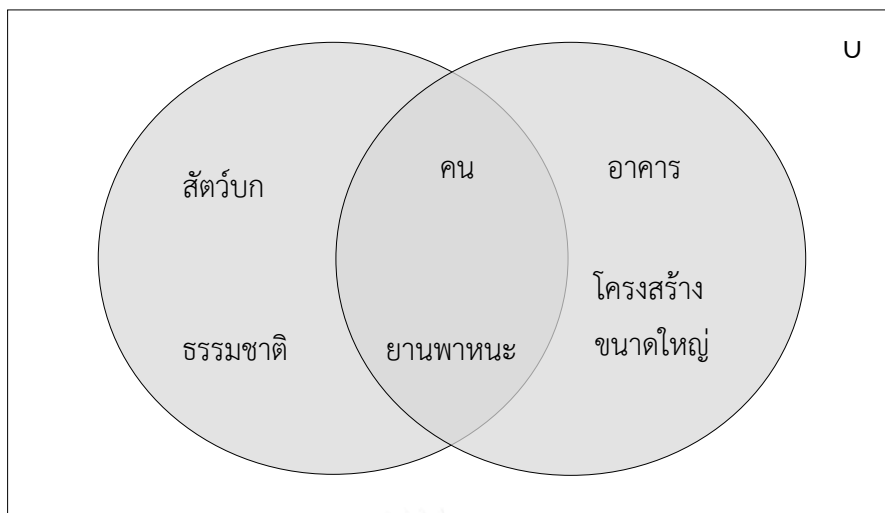 U
สัตว์บก
คน
อาคาร
โครงสร้าง
ขนาดใหญ่
ธรรมชาติ
ยานพาหนะ